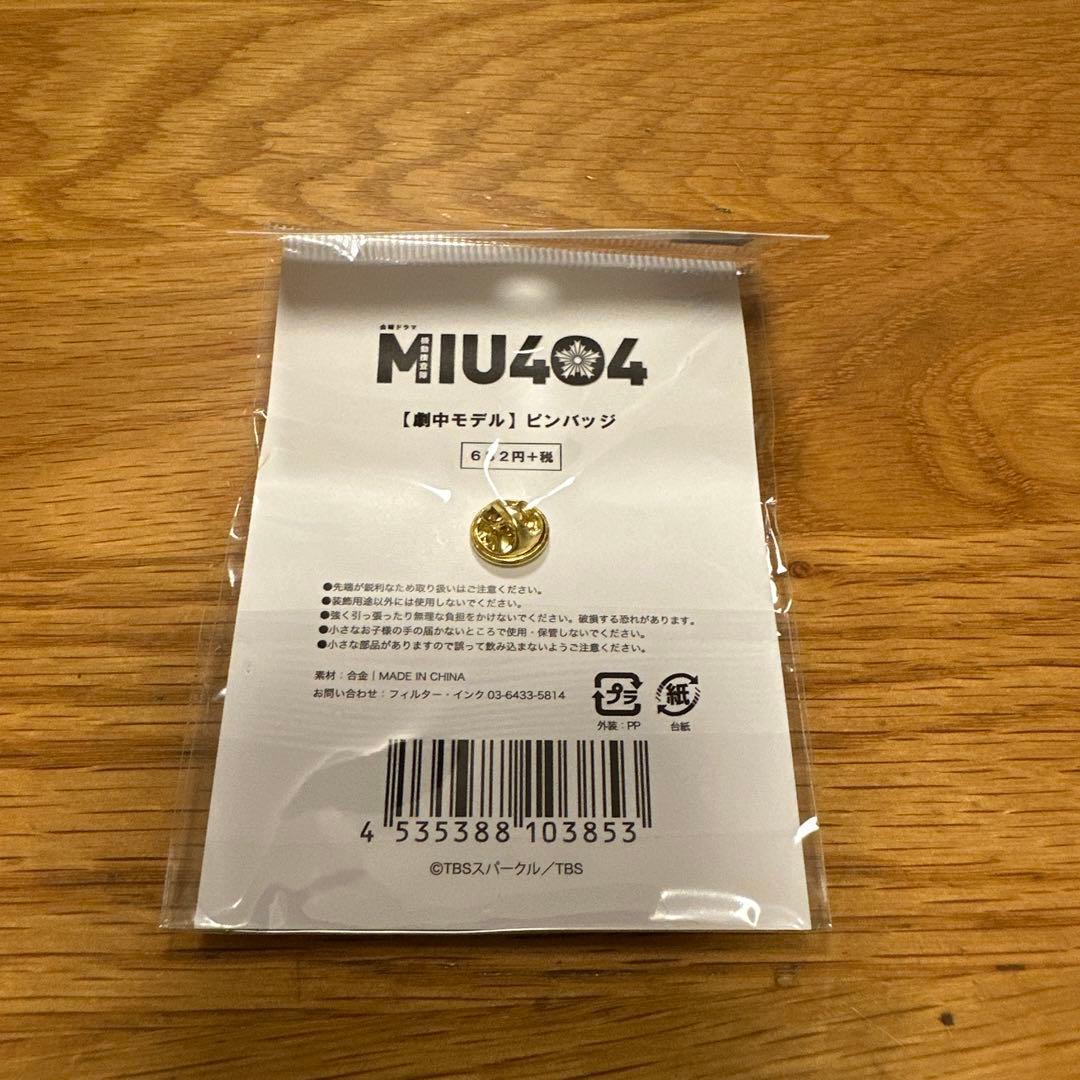 金曜ドラマ
MIU404
機動捜査隊
【劇中モデル】ピンバッジ
円+税
●先端が鋭利なため取り扱いはご注意ください。
●装飾用途以外には使用しないでください。
●強く引っ張ったり無理な負担をかけないでください。破損する恐れがあります。
●小さなお子様の手の届かないところで使用・保管しないでください。
●小さな部品がありますので誤って飲み込まないようご注意ください。
素材：合金｜MADE IN CHINA
お問い合わせ：フィルター・インク 03-6433-5814
プラ
紙
外装：PP
台紙
4 535388 103853
©TBSスパークル／TBS